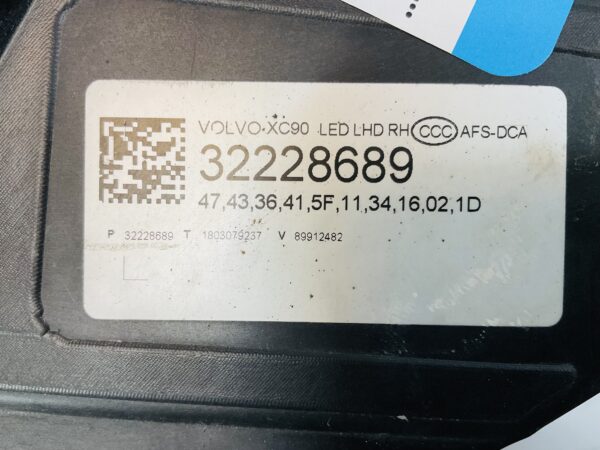 VOLVO XC90 LED LHD RH CCC AFS-DCA
32228689
47,43,36,41,5F,11,34,16,02,1D
P 32228689 T 1803079237 V 89912482